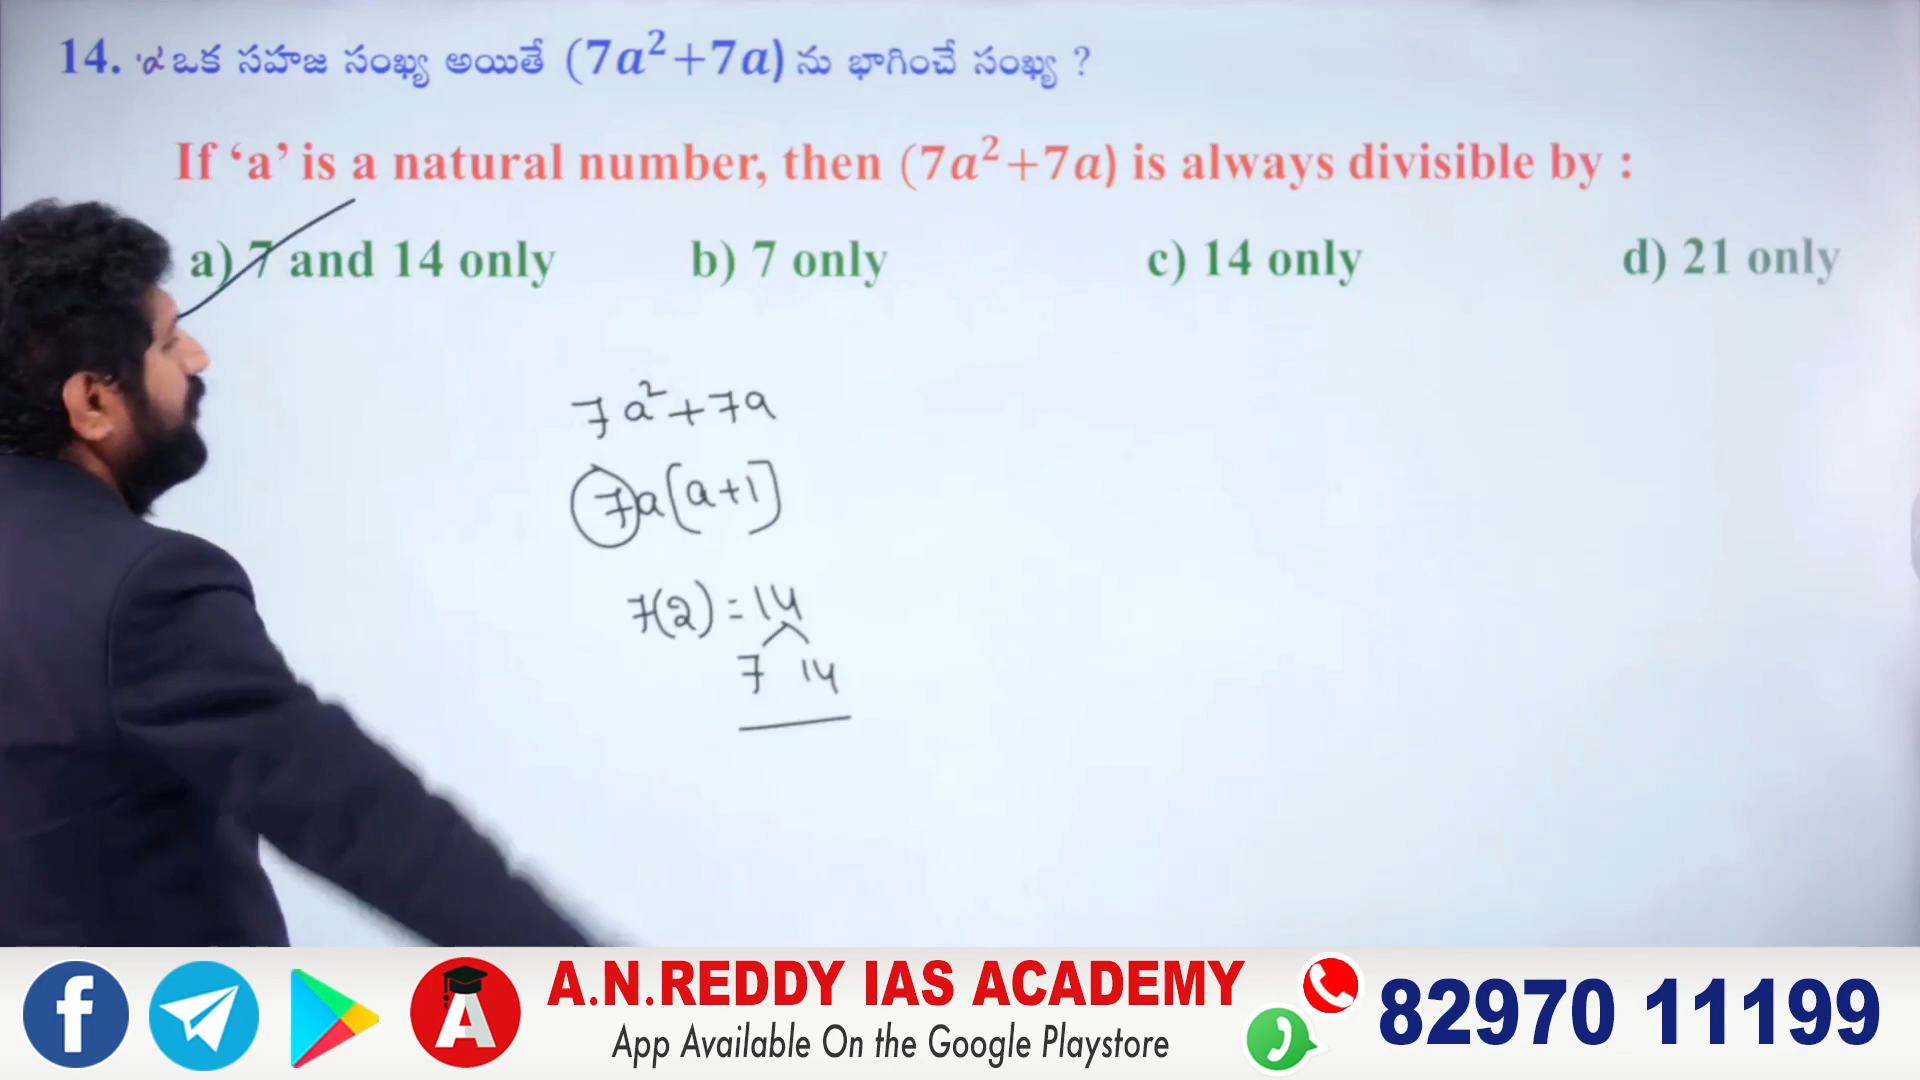 14. 'a' ఒక సహజ సంఖ్య అయితే (7a²+7a) ను భాగించే సంఖ్య ?
If ‘a’ is a natural number, then (7a²+7a) is always divisible by :
a) 7 and 14 only b) 7 only c) 14 only d) 21 only
7a²+7a
7a[a+1]
7(2) = 14
7 14
A.N.REDDY IAS ACADEMY
App Available On the Google Playstore
82970 11199